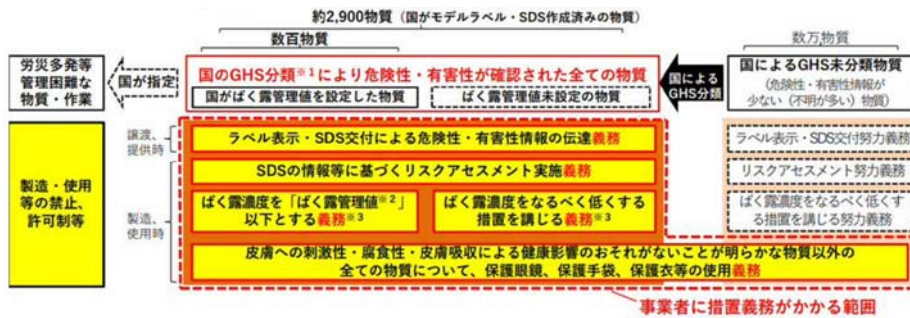 約2,900物質（国がモデルラベル・SDS作成済みの物質）
数百物質
数万物質
労災多発等
管理困難な
物質・作業
国が指定
国のGHS分類※1により危険性・有害性が確認された全ての物質
国がばく露管理値を設定した物質
ばく露管理値未設定の物質
国による
GHS分類
国によるGHS未分類物質
（危険性・有害性情報が
少ない（不明が多い）物質）
製造・使用
等の禁止、
許可制等
譲渡、
提供時
ラベル表示・SDS交付による危険性・有害性情報の伝達義務
ラベル表示・SDS交付努力義務
製造、
使用時
SDSの情報等に基づくリスクアセスメント実施義務
リスクアセスメント努力義務
ばく露濃度を「ばく露管理値※2」
以下とする義務※3
ばく露濃度をなるべく低くする
措置を講じる義務※3
ばく露濃度をなるべく低くす
る措置を講じる努力義務
皮膚への刺激性・腐食性・皮膚吸収による健康影響のおそれがないことが明らかな物質以外の
全ての物質について、保護眼鏡、保護手袋、保護衣等の使用義務
事業者に措置義務がかかる範囲